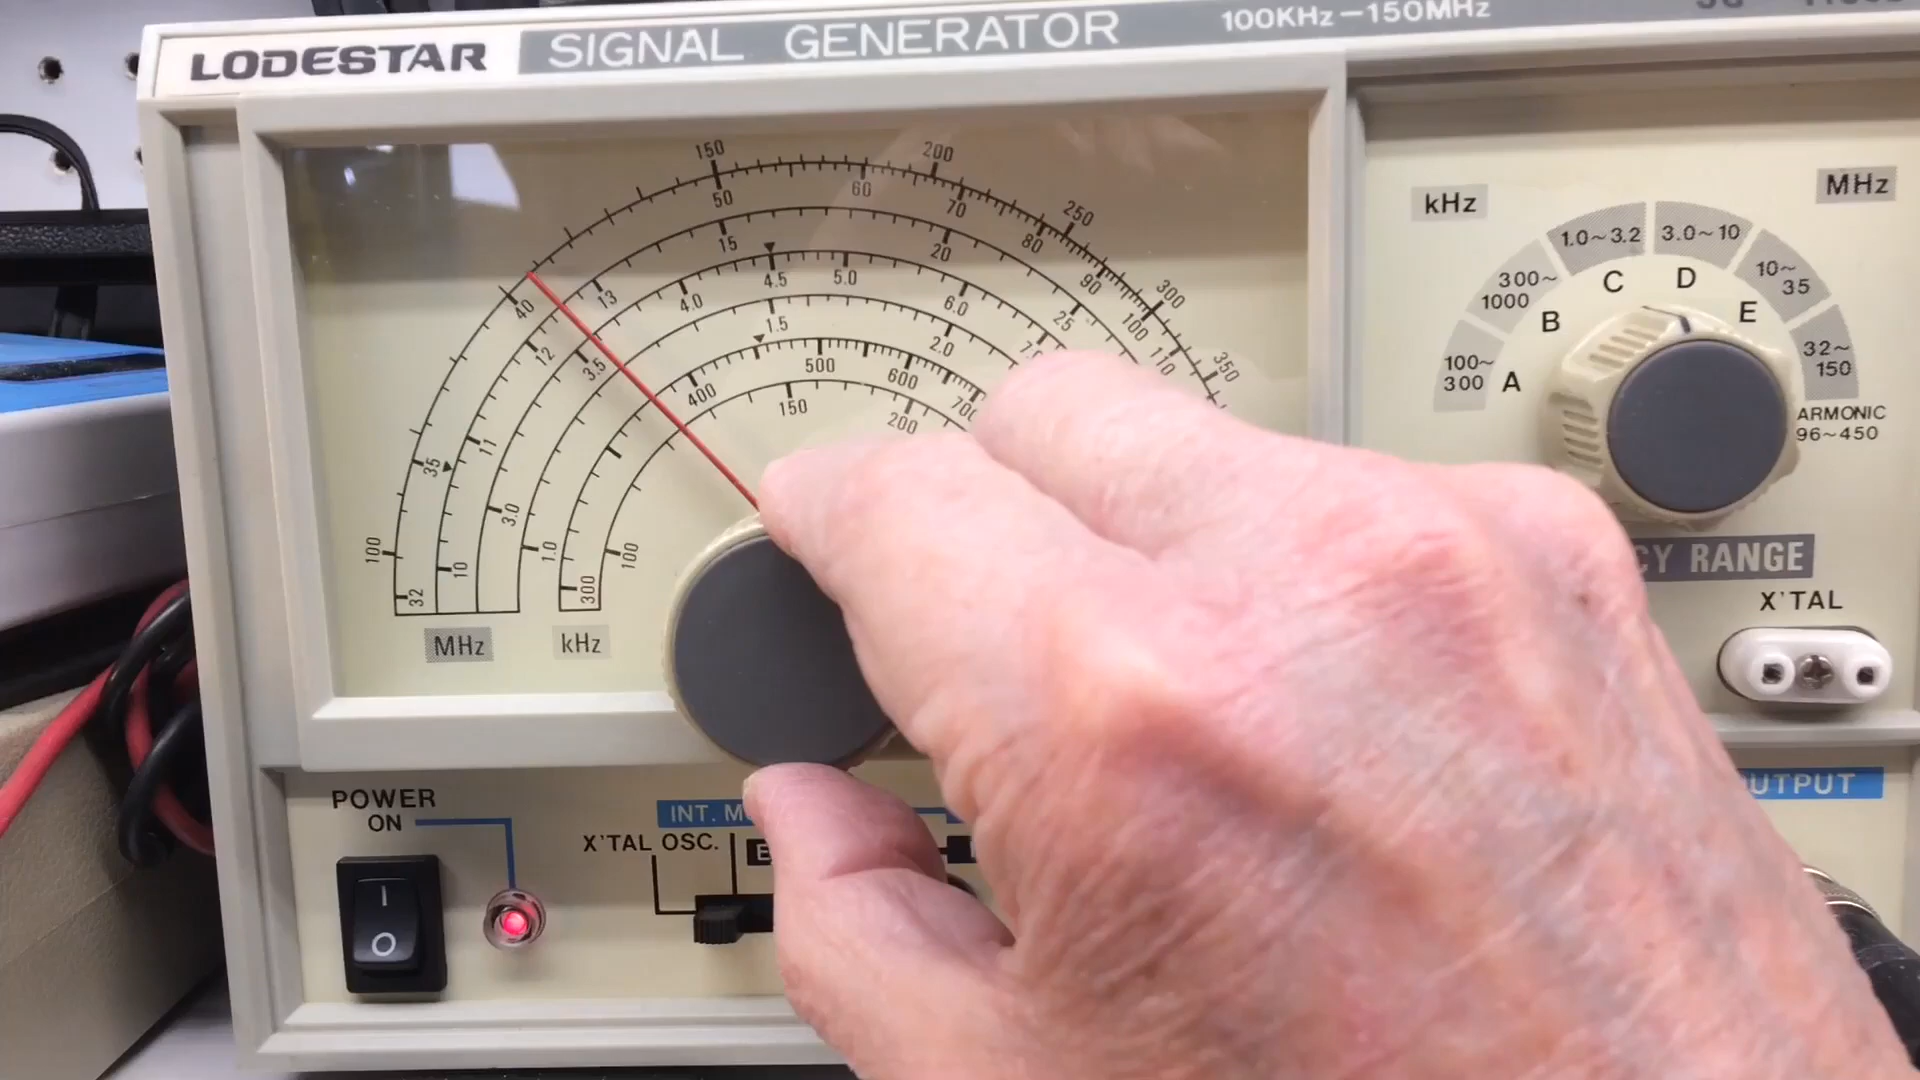 LODESTAR SIGNAL GENERATOR 100KHz-150MHz
150 200 250 300 350
40 50 60 70 80 90 100 110
35 32 100
10 11 12 13 15 20 25
3.0 3.5 4.0 4.5 5.0 6.0
1.0 1.5 2.0
300 400 500 600 700
100 150 200
MHz kHz
kHz MHz
100~300 A
300~1000 B
1.0~3.2 C
3.0~10 D
10~35 E
32~150
ARMONIC
96~450
CY RANGE
X'TAL
UTPUT
POWER
ON
INT. M
X'TAL OSC.
I
O